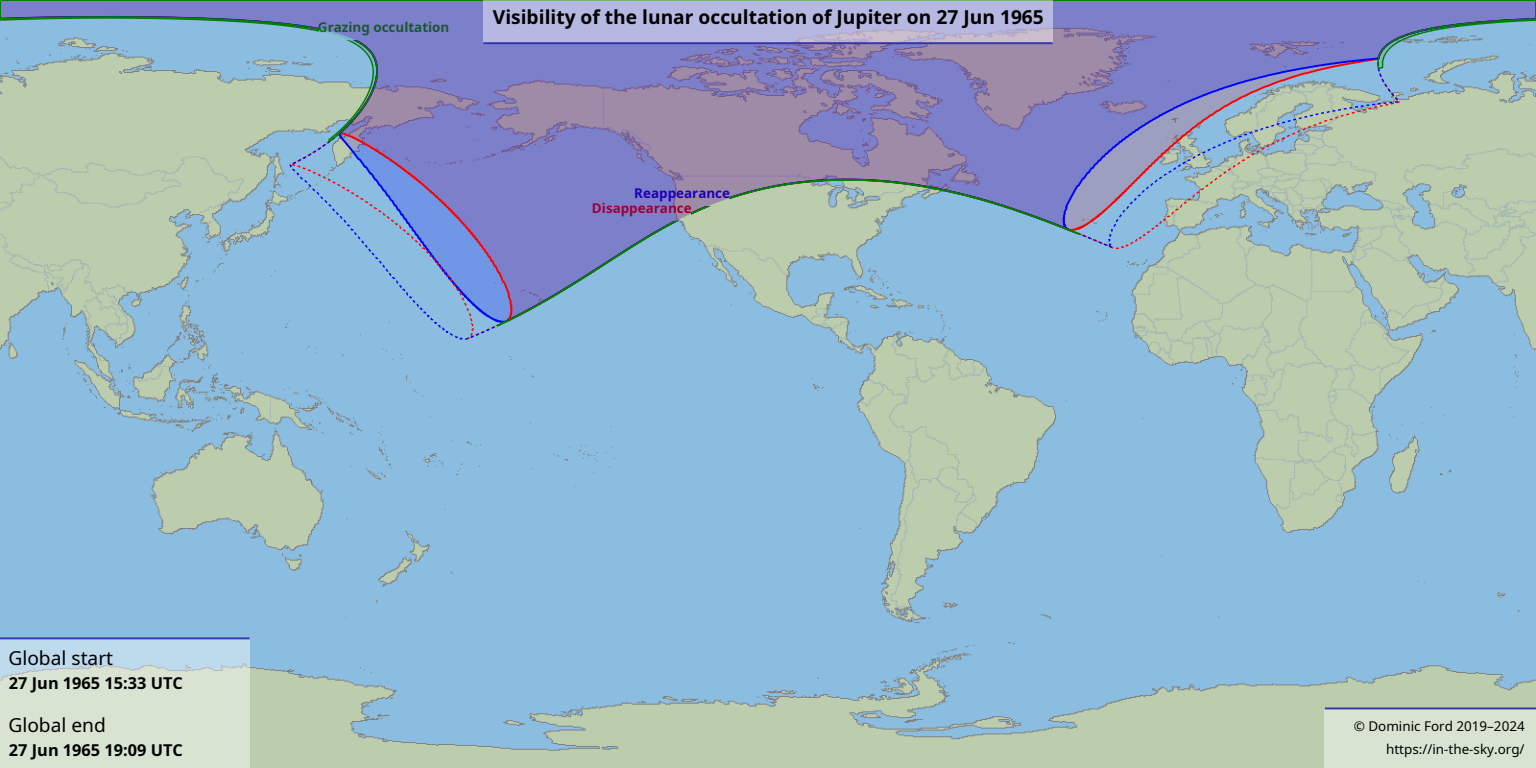 Visibility of the lunar occultation of Jupiter on 27 Jun 1965
Grazing occultation
Reappearance
Disappearance
Global start
27 Jun 1965 15:33 UTC
Global end
27 Jun 1965 19:09 UTC
© Dominic Ford 2019–2024
https://in-the-sky.org/